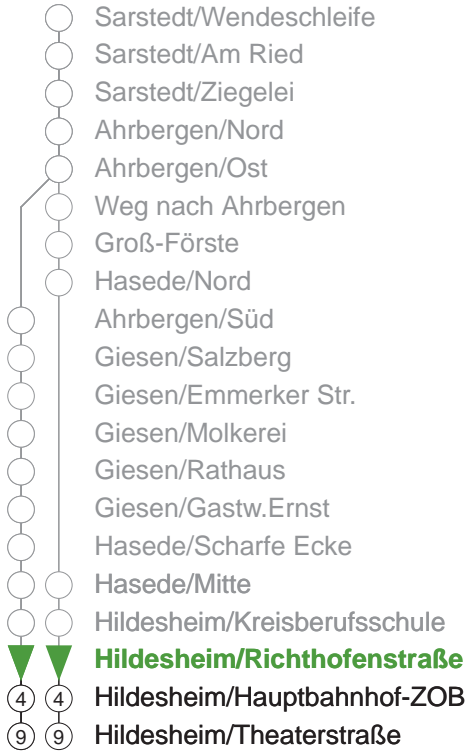 Sarstedt/Wendeschleife
Sarstedt/Am Ried
Sarstedt/Ziegelei
Ahrbergen/Nord
Ahrbergen/Ost
Weg nach Ahrbergen
Groß-Förste
Hasede/Nord
Ahrbergen/Süd
Giesen/Salzberg
Giesen/Emmerker Str.
Giesen/Molkerei
Giesen/Rathaus
Giesen/Gastw.Ernst
Hasede/Scharfe Ecke
Hasede/Mitte
Hildesheim/Kreisberufsschule
Hildesheim/Richthofenstraße
4 4 Hildesheim/Hauptbahnhof-ZOB
9 9 Hildesheim/Theaterstraße